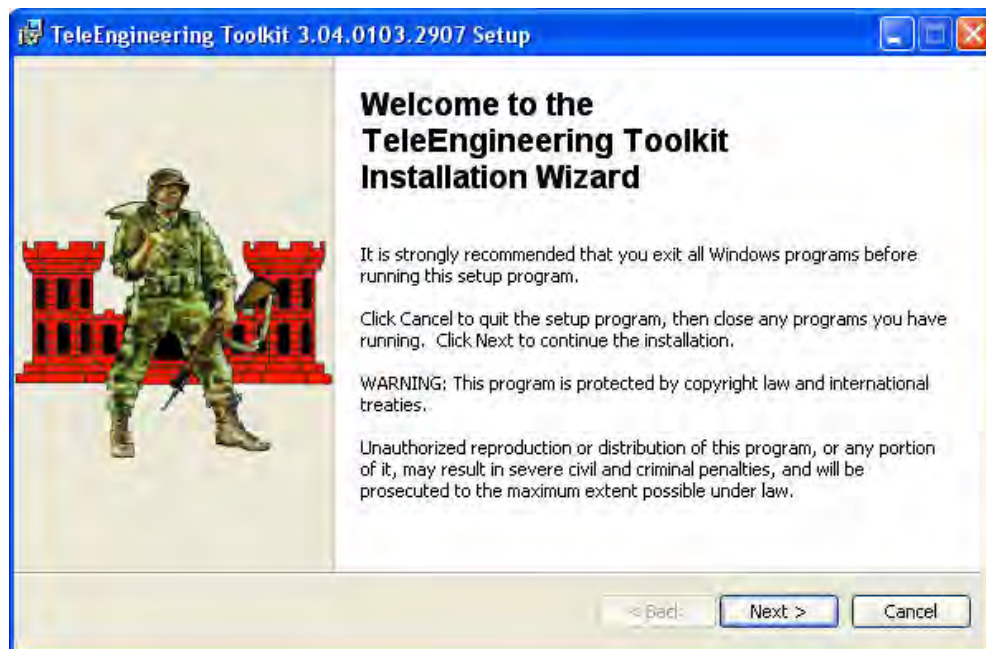 TeleEngineering Toolkit 3.04.0103.2907 Setup
Welcome to the
TeleEngineering Toolkit
Installation Wizard
It is strongly recommended that you exit all Windows programs before
running this setup program.
Click Cancel to quit the setup program, then close any programs you have
running. Click Next to continue the installation.
WARNING: This program is protected by copyright law and international
treaties.
Unauthorized reproduction or distribution of this program, or any portion
of it, may result in severe civil and criminal penalties, and will be
prosecuted to the maximum extent possible under law.
< Back
Next >
Cancel